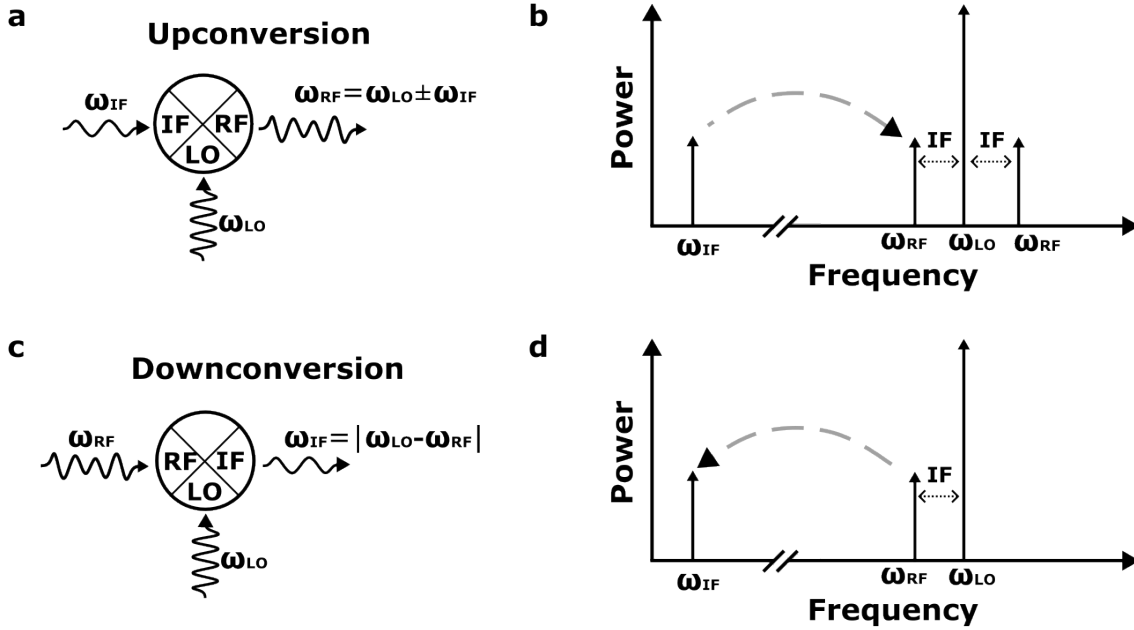 a
Upconversion
ωIF
IF RF
LO
ωRF=ωLO±ωIF
ωLO
b
Power
IF IF
ωIF ωRF ωLO ωRF
Frequency
c
Downconversion
ωRF
RF IF
LO
ωIF=|ωLO-ωRF|
ωLO
d
Power
IF
ωIF ωRF ωLO
Frequency